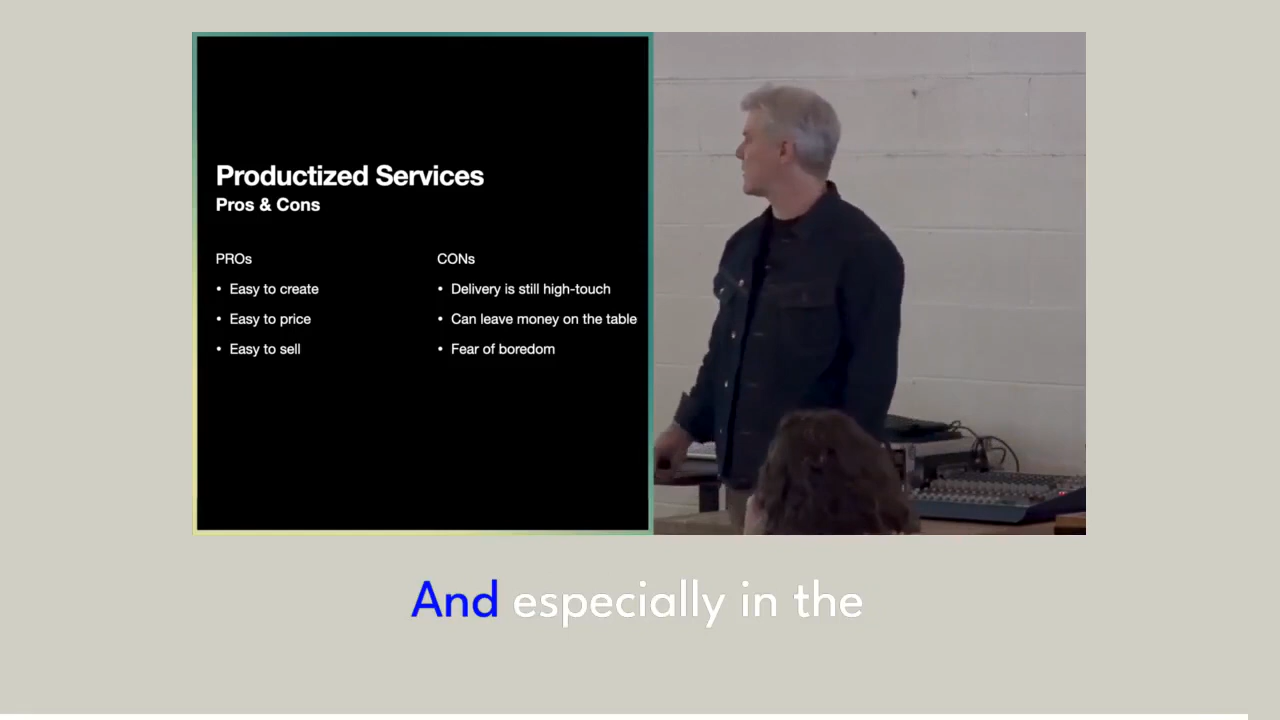 Productized Services
Pros & Cons
PROs
• Easy to create
• Easy to price
• Easy to sell
CONs
• Delivery is still high-touch
• Can leave money on the table
• Fear of boredom
And especially in the